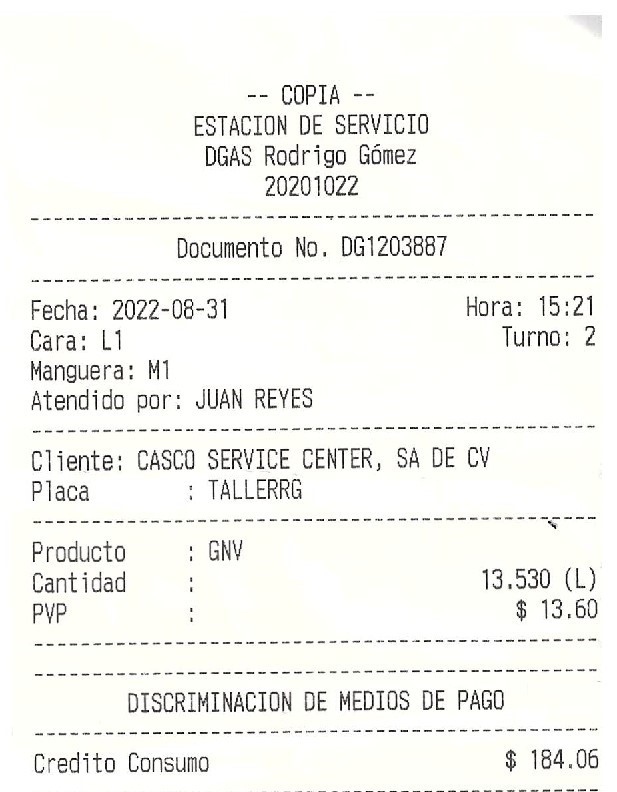 -- COPIA --
ESTACION DE SERVICIO
DGAS Rodrigo Gómez
20201022
Documento No. DG1203887
Fecha: 2022-08-31 Hora: 15:21
Cara: L1 Turno: 2
Manguera: M1
Atendido por: JUAN REYES
Cliente: CASCO SERVICE CENTER, SA DE CV
Placa : TALLERRG
Producto : GNV
Cantidad : 13.530 (L)
PVP : $ 13.60
DISCRIMINACION DE MEDIOS DE PAGO
Credito Consumo $ 184.06